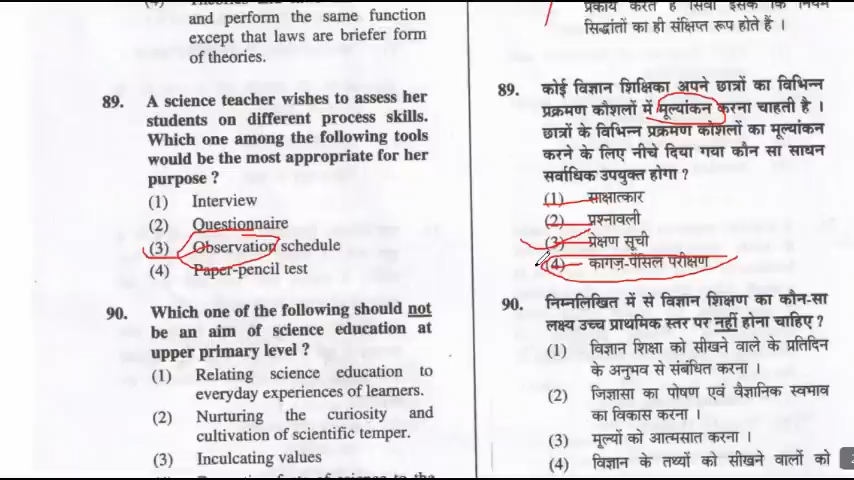 and perform the same function
except that laws are briefer form
of theories.
89. A science teacher wishes to assess her
students on different process skills.
Which one among the following tools
would be the most appropriate for her
purpose ?
(1) Interview
(2) Questionnaire
(3) Observation schedule
(4) Paper-pencil test
90. Which one of the following should not
be an aim of science education at
upper primary level ?
(1) Relating science education to
everyday experiences of learners.
(2) Nurturing the curiosity and
cultivation of scientific temper.
(3) Inculcating values
प्रकार्य करते हैं सिवा इसके कि नियम
सिद्धांतों का ही संक्षिप्त रूप होते हैं ।
89. कोई विज्ञान शिक्षिका अपने छात्रों का विभिन्न
प्रक्रमण कौशलों में मूल्यांकन करना चाहती है ।
छात्रों के विभिन्न प्रक्रमण कौशलों का मूल्यांकन
करने के लिए नीचे दिया गया कौन सा साधन
सर्वाधिक उपयुक्त होगा ?
(1) साक्षात्कार
(2) प्रश्नावली
(3) प्रेक्षण सूची
(4) कागज़-पेंसिल परीक्षण
90. निम्नलिखित में से विज्ञान शिक्षण का कौन-सा
लक्ष्य उच्च प्राथमिक स्तर पर नहीं होना चाहिए ?
(1) विज्ञान शिक्षा को सीखने वाले के प्रतिदिन
के अनुभव से संबंधित करना ।
(2) जिज्ञासा का पोषण एवं वैज्ञानिक स्वभाव
का विकास करना ।
(3) मूल्यों को आत्मसात करना ।
(4) विज्ञान के तथ्यों को सीखने वालों को